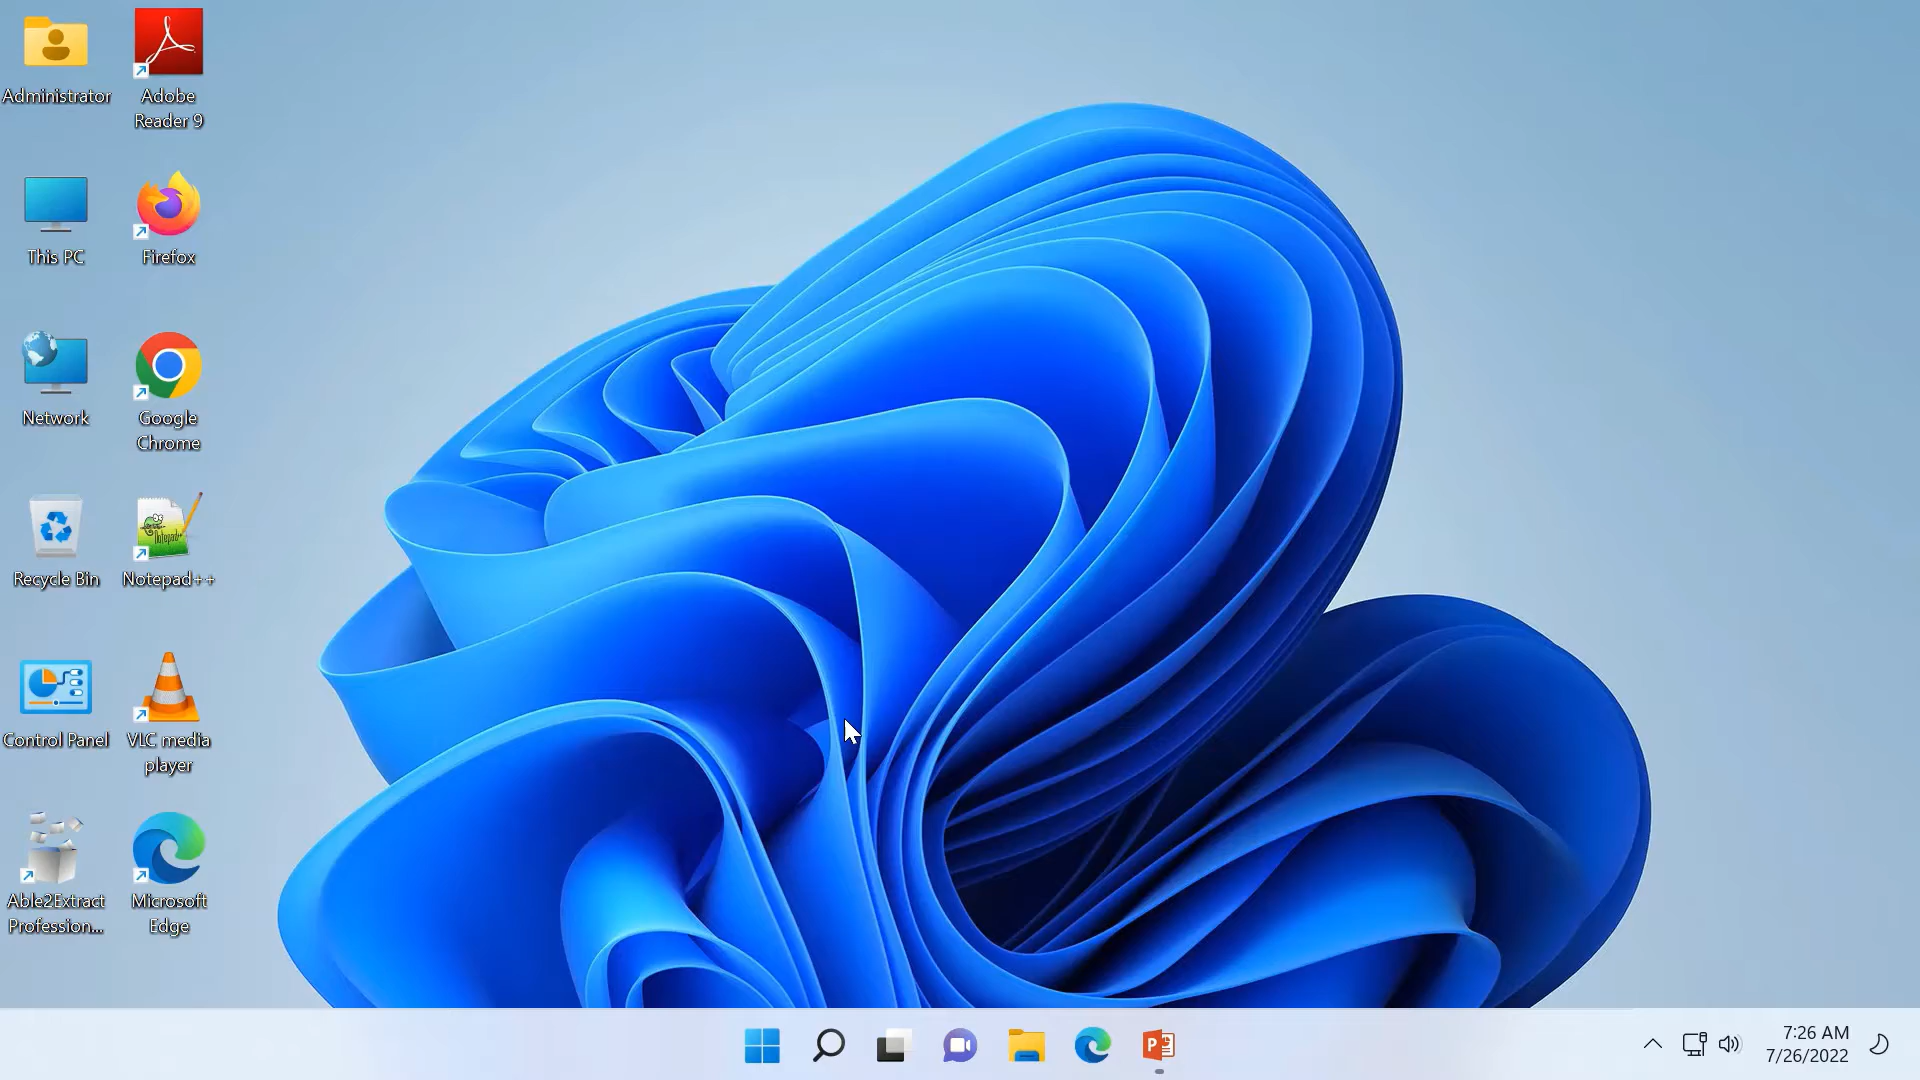 Administrator
Adobe
Reader 9
This PC
Firefox
Network
Google
Chrome
Recycle Bin
Notepad++
Control Panel
VLC media
player
Able2Extract
Profession...
Microsoft
Edge
7:26 AM
7/26/2022